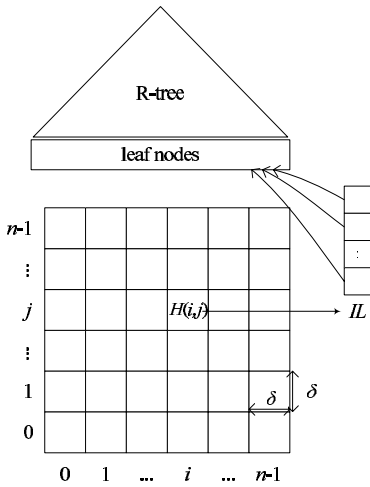 R-tree
leaf nodes
n-1
⋮
j
H(i,j)
IL
⋮
⋮
1
δ
δ
0
0 1 ... i ... n-1